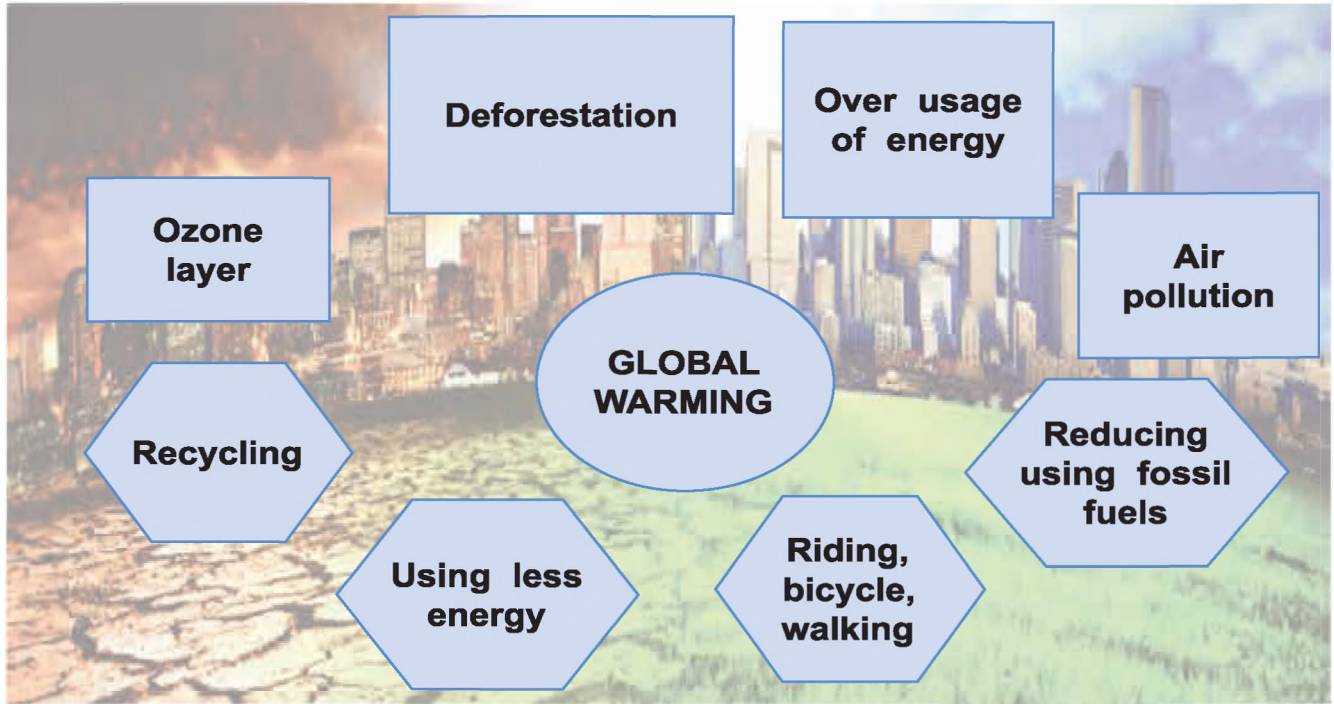 Deforestation
Over usage
of energy
Ozone
layer
Air
pollution
GLOBAL
WARMING
Recycling
Reducing
using fossil
fuels
Using less
energy
Riding,
bicycle,
walking